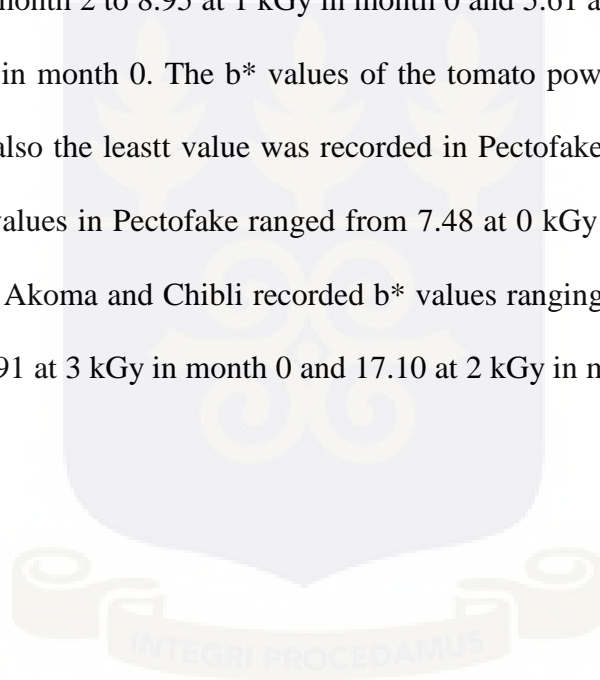 month 2 to 8.95 at 1 kGy in month 0 and 5.61 a
in month 0. The b* values of the tomato pow
also the leastt value was recorded in Pectofake
values in Pectofake ranged from 7.48 at 0 kGy
Akoma and Chibli recorded b* values ranging
91 at 3 kGy in month 0 and 17.10 at 2 kGy in m
INTEGRI PROCEDAMUS